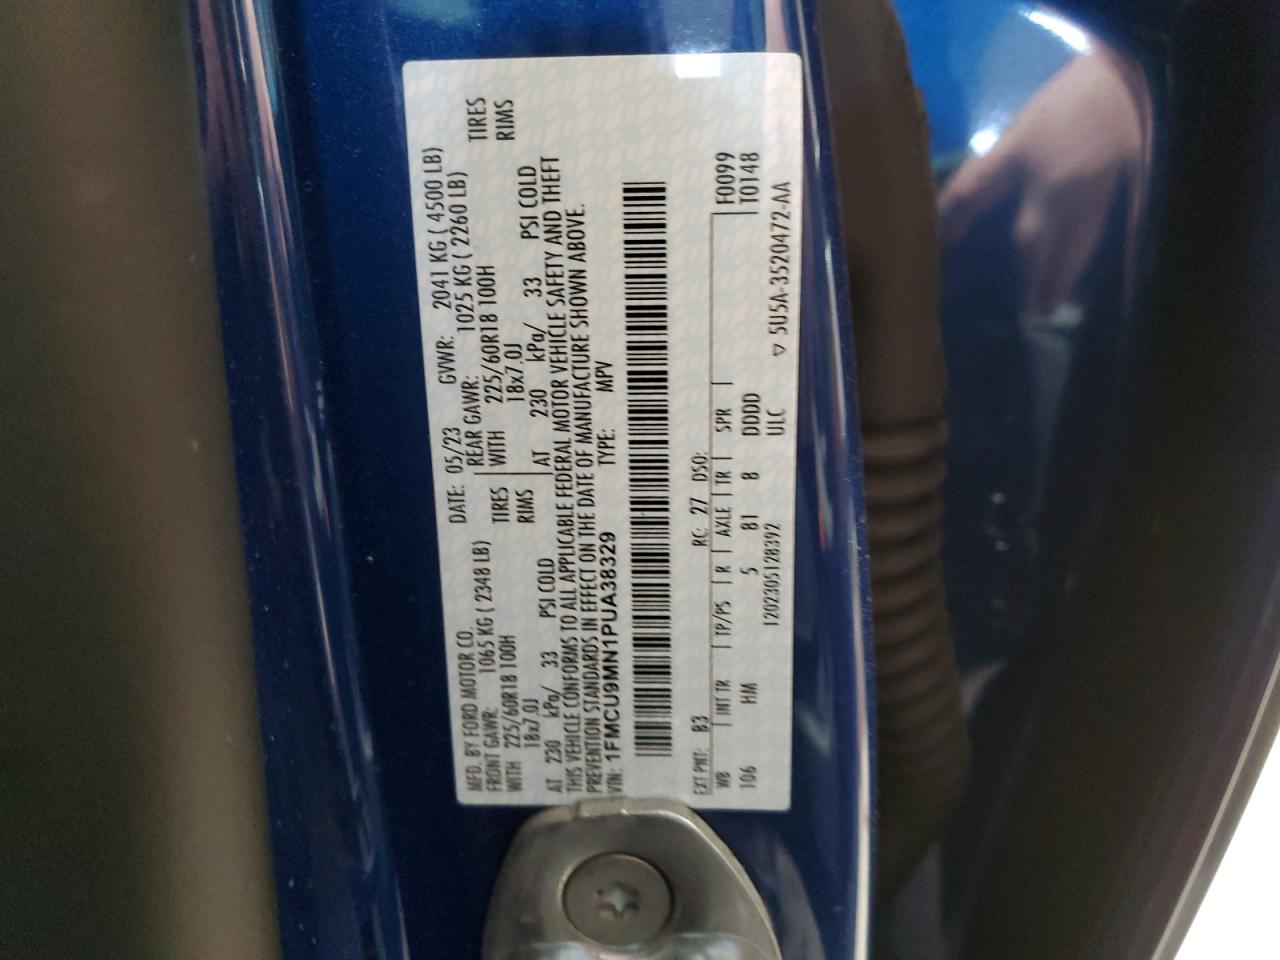 MFD. BY FORD MOTOR CO. DATE: 05/23 GVWR: 2041 KG ( 4500 LB)
FRONT GAWR: 1065 KG ( 2348 LB) REAR GAWR: 1025 KG ( 2260 LB)
WITH 225/60R18 100H TIRES WITH 225/60R18 100H TIRES
18x7.0J RIMS 18x7.0J RIMS
AT 230 kPa/ 33 PSI COLD AT 230 kPa/ 33 PSI COLD
THIS VEHICLE CONFORMS TO ALL APPLICABLE FEDERAL MOTOR VEHICLE SAFETY AND THEFT
PREVENTION STANDARDS IN EFFECT ON THE DATE OF MANUFACTURE SHOWN ABOVE.
VIN: 1FMCU9MN1PUA38329 TYPE: MPV
EXT PNT: B3 RC: 27 DSO:
WB INT TR TP/PS R AXLE TR SPR F0099
106 HM 5 81 8 DDDD T0148
1202305128392 ULC
▽ 5U5A-3520472-AA